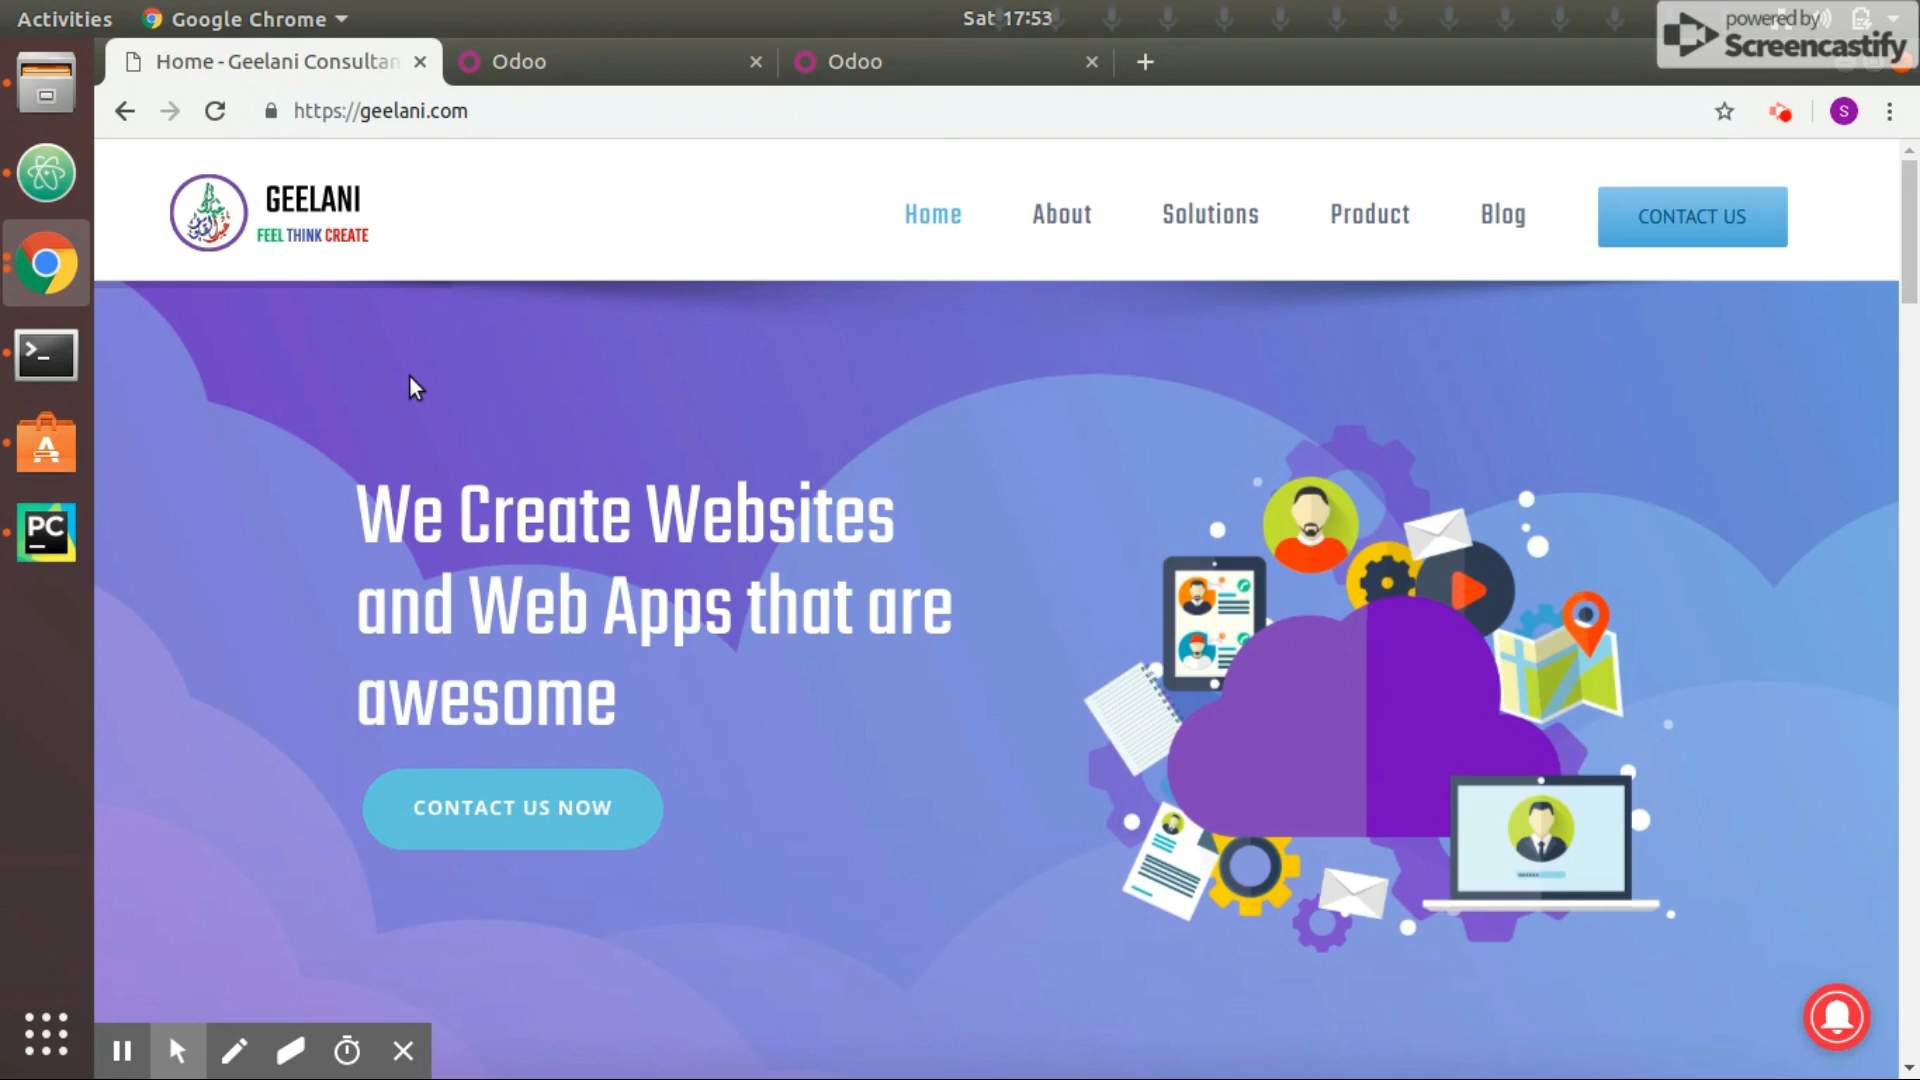 Activities
Google Chrome
Sat 17:53
powered by
Screencastify
Home - Geelani Consultan
Odoo
Odoo
https://geelani.com
S
GEELANI
FEEL THINK CREATE
Home
About
Solutions
Product
Blog
CONTACT US
We Create Websites
and Web Apps that are
awesome
CONTACT US NOW
PC